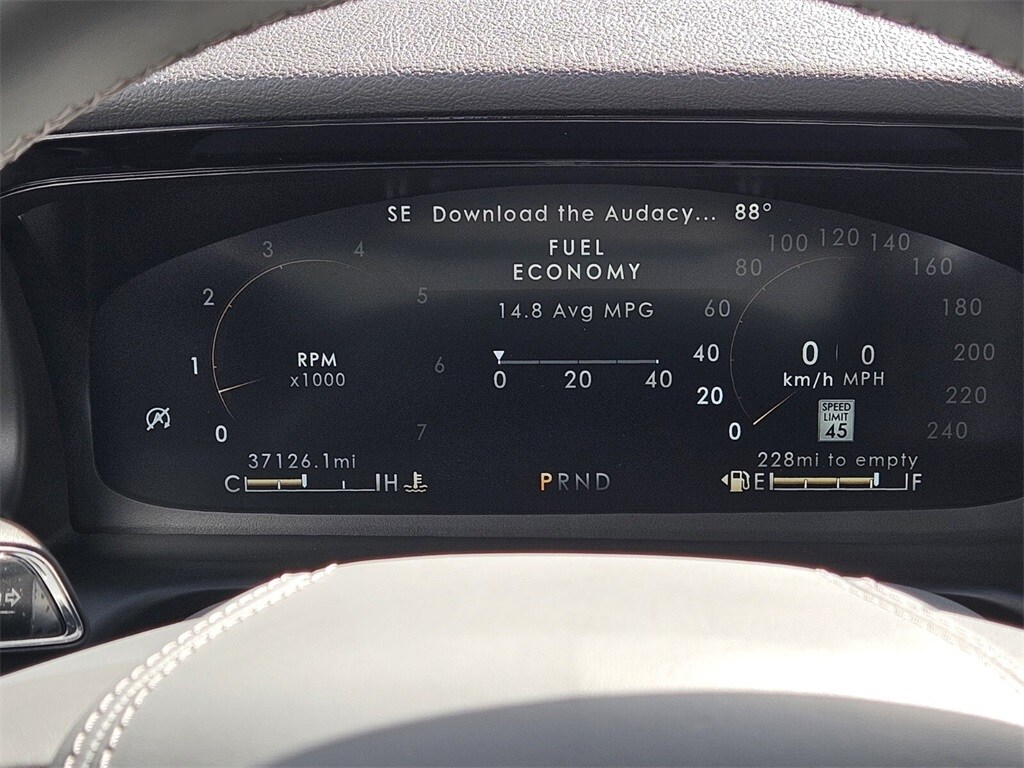 SE Download the Audacy... 88°
FUEL
ECONOMY
14.8 Avg MPG
0 20 40
0 1 2 3 4 5 6 7
RPM
x1000
0 20 40 60 80 100 120 140 160 180 200 220 240
0 | 0
km/h MPH
SPEED
LIMIT
45
37126.1mi
C H
PRND
228mi to empty
E F